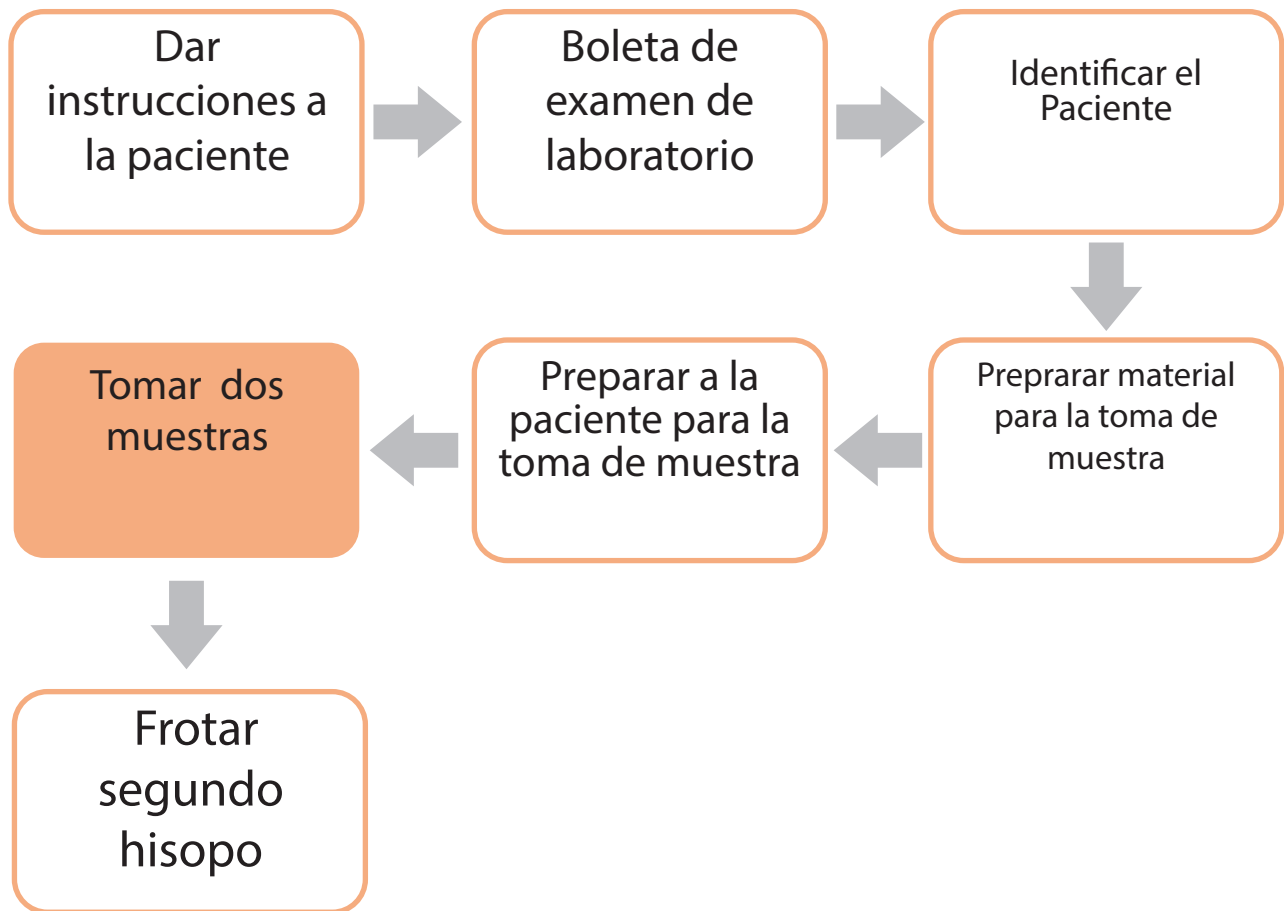 Dar
instrucciones a
la paciente
Boleta de
examen de
laboratorio
Identificar el
Paciente
Preprarar material
para la toma de
muestra
Preparar a la
paciente para la
toma de muestra
Tomar dos
muestras
Frotar
segundo
hisopo